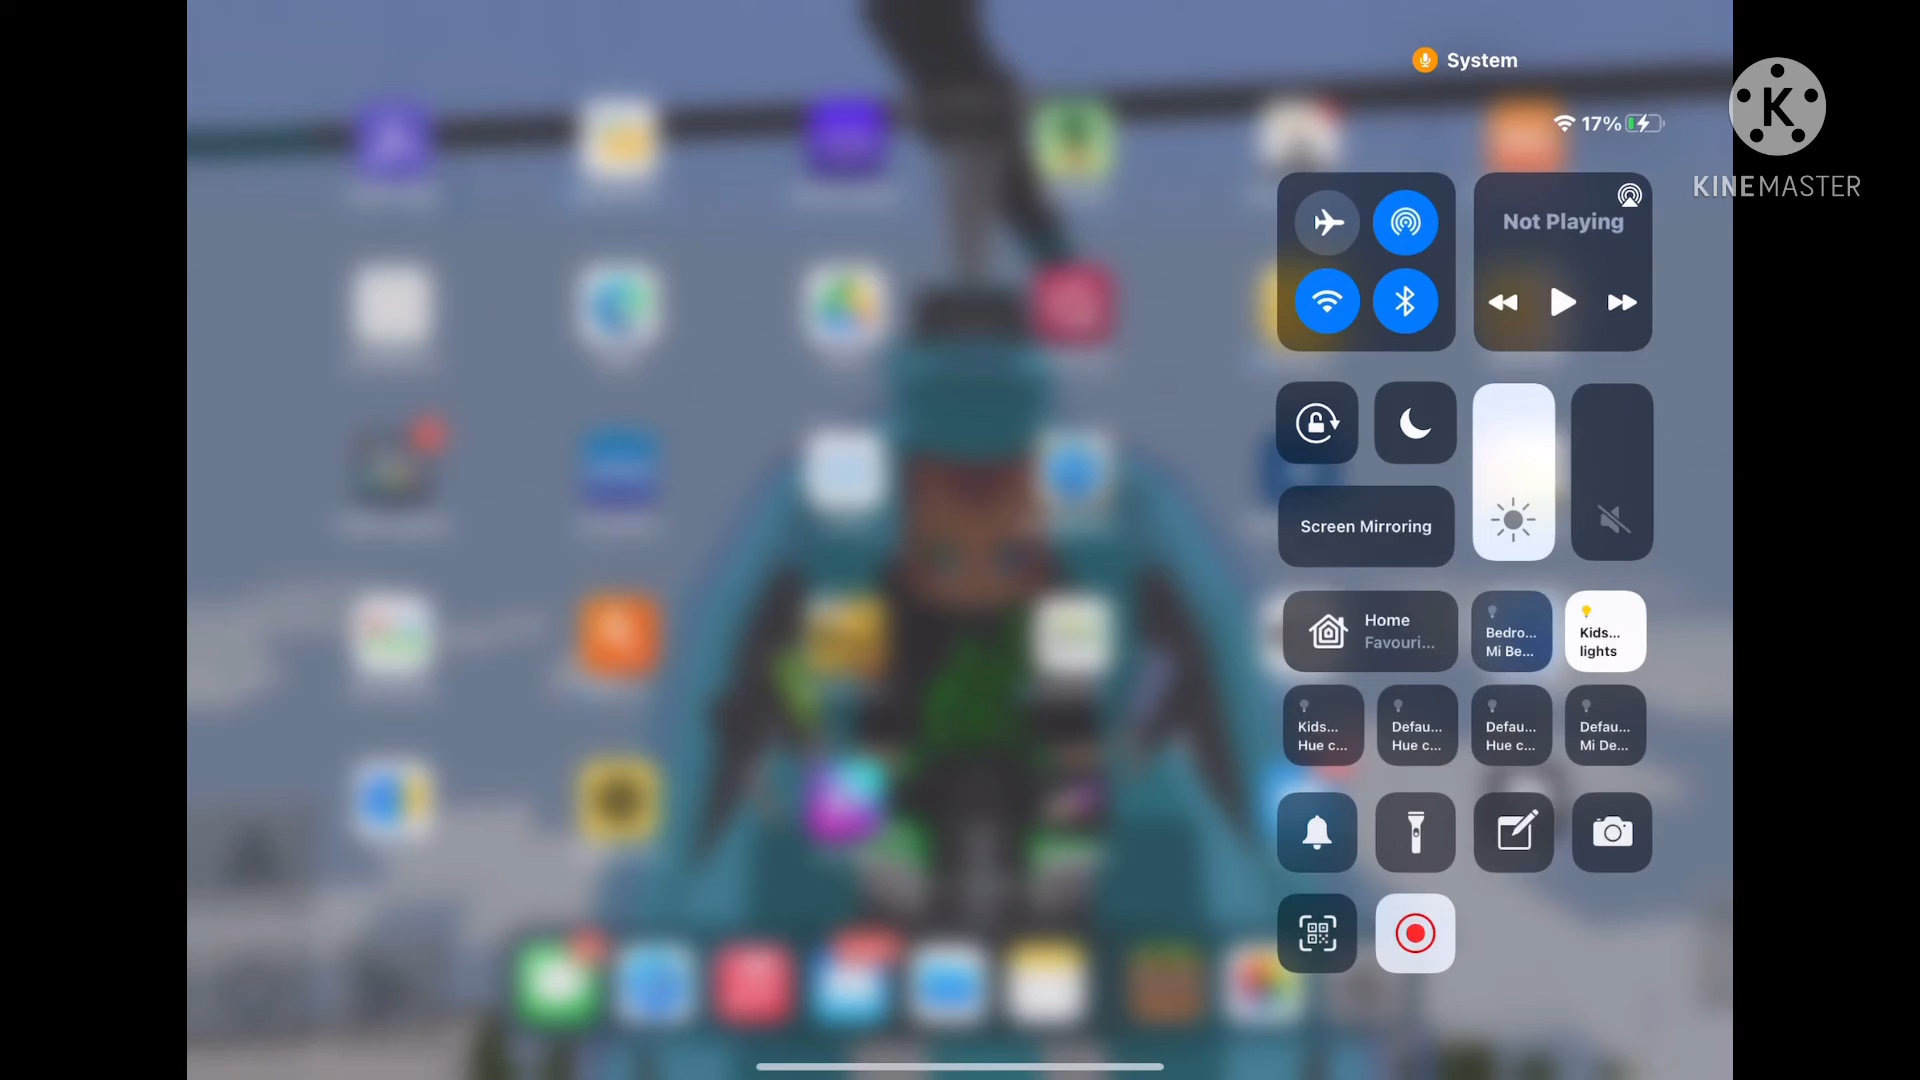 System
17%
KINEMASTER
Not Playing
Screen Mirroring
Home
Favouri...
Bedro...
Mi Be...
Kids...
lights
Kids...
Hue c...
Defau...
Hue c...
Defau...
Hue c...
Defau...
Mi De...